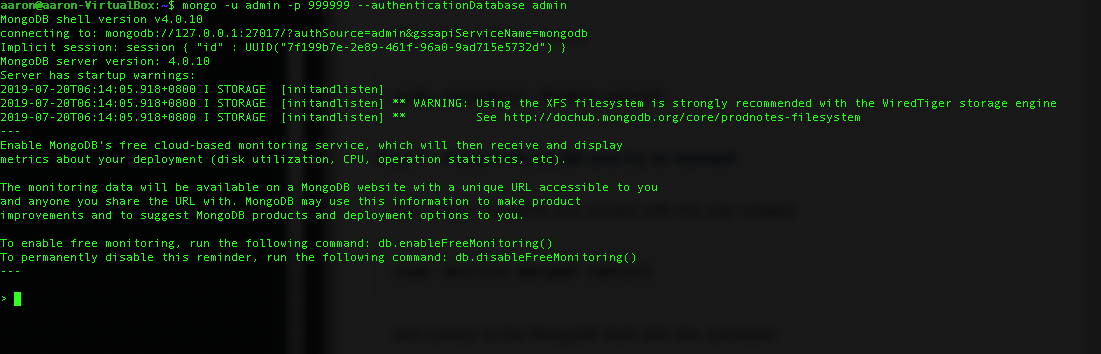 aaron@aaron-VirtualBox:~$ mongo -u admin -p 999999 --authenticationDatabase admin
MongoDB shell version v4.0.10
connecting to: mongodb://127.0.0.1:27017/?authSource=admin&gssapiServiceName=mongodb
Implicit session: session { "id" : UUID("7f199b7e-2e89-461f-96a0-9ad715e5732d") }
MongoDB server version: 4.0.10
Server has startup warnings:
2019-07-20T06:14:05.918+0800 I STORAGE  [initandlisten]
2019-07-20T06:14:05.918+0800 I STORAGE  [initandlisten] ** WARNING: Using the XFS filesystem is strongly recommended with the WiredTiger storage engine
2019-07-20T06:14:05.918+0800 I STORAGE  [initandlisten] **          See http://dochub.mongodb.org/core/prodnotes-filesystem
---
Enable MongoDB's free cloud-based monitoring service, which will then receive and display
metrics about your deployment (disk utilization, CPU, operation statistics, etc).
The monitoring data will be available on a MongoDB website with a unique URL accessible to you
and anyone you share the URL with. MongoDB may use this information to make product
improvements and to suggest MongoDB products and deployment options to you.
To enable free monitoring, run the following command: db.enableFreeMonitoring()
To permanently disable this reminder, run the following command: db.disableFreeMonitoring()
---
>